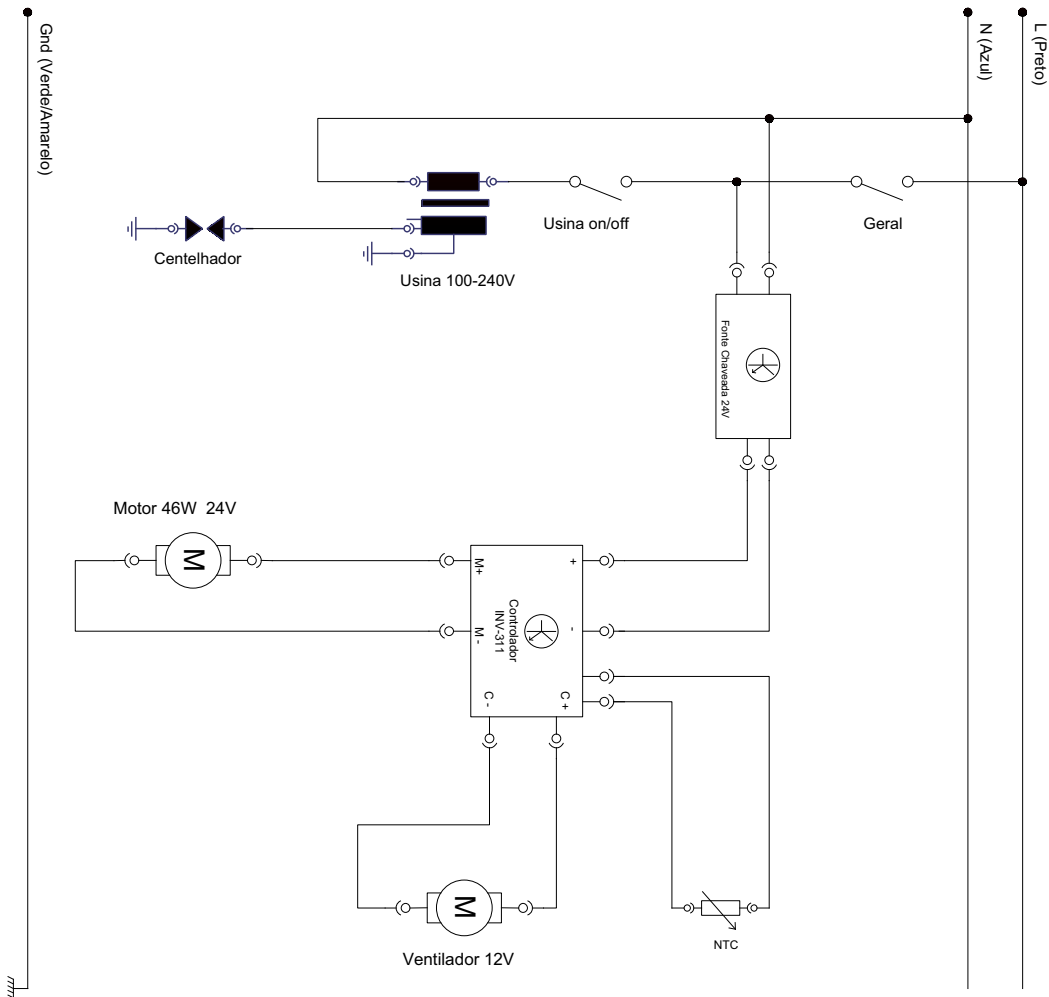 Gnd (Verde/Amarelo)
N (Azul)
L (Preto)
Usina on/off
Geral
Centelhador
Usina 100-240V
Fonte Chaveada 24V
Motor 46W 24V
M
M+
M -
Controlador
INV-311
+
-
C -
C +
M
Ventilador 12V
NTC